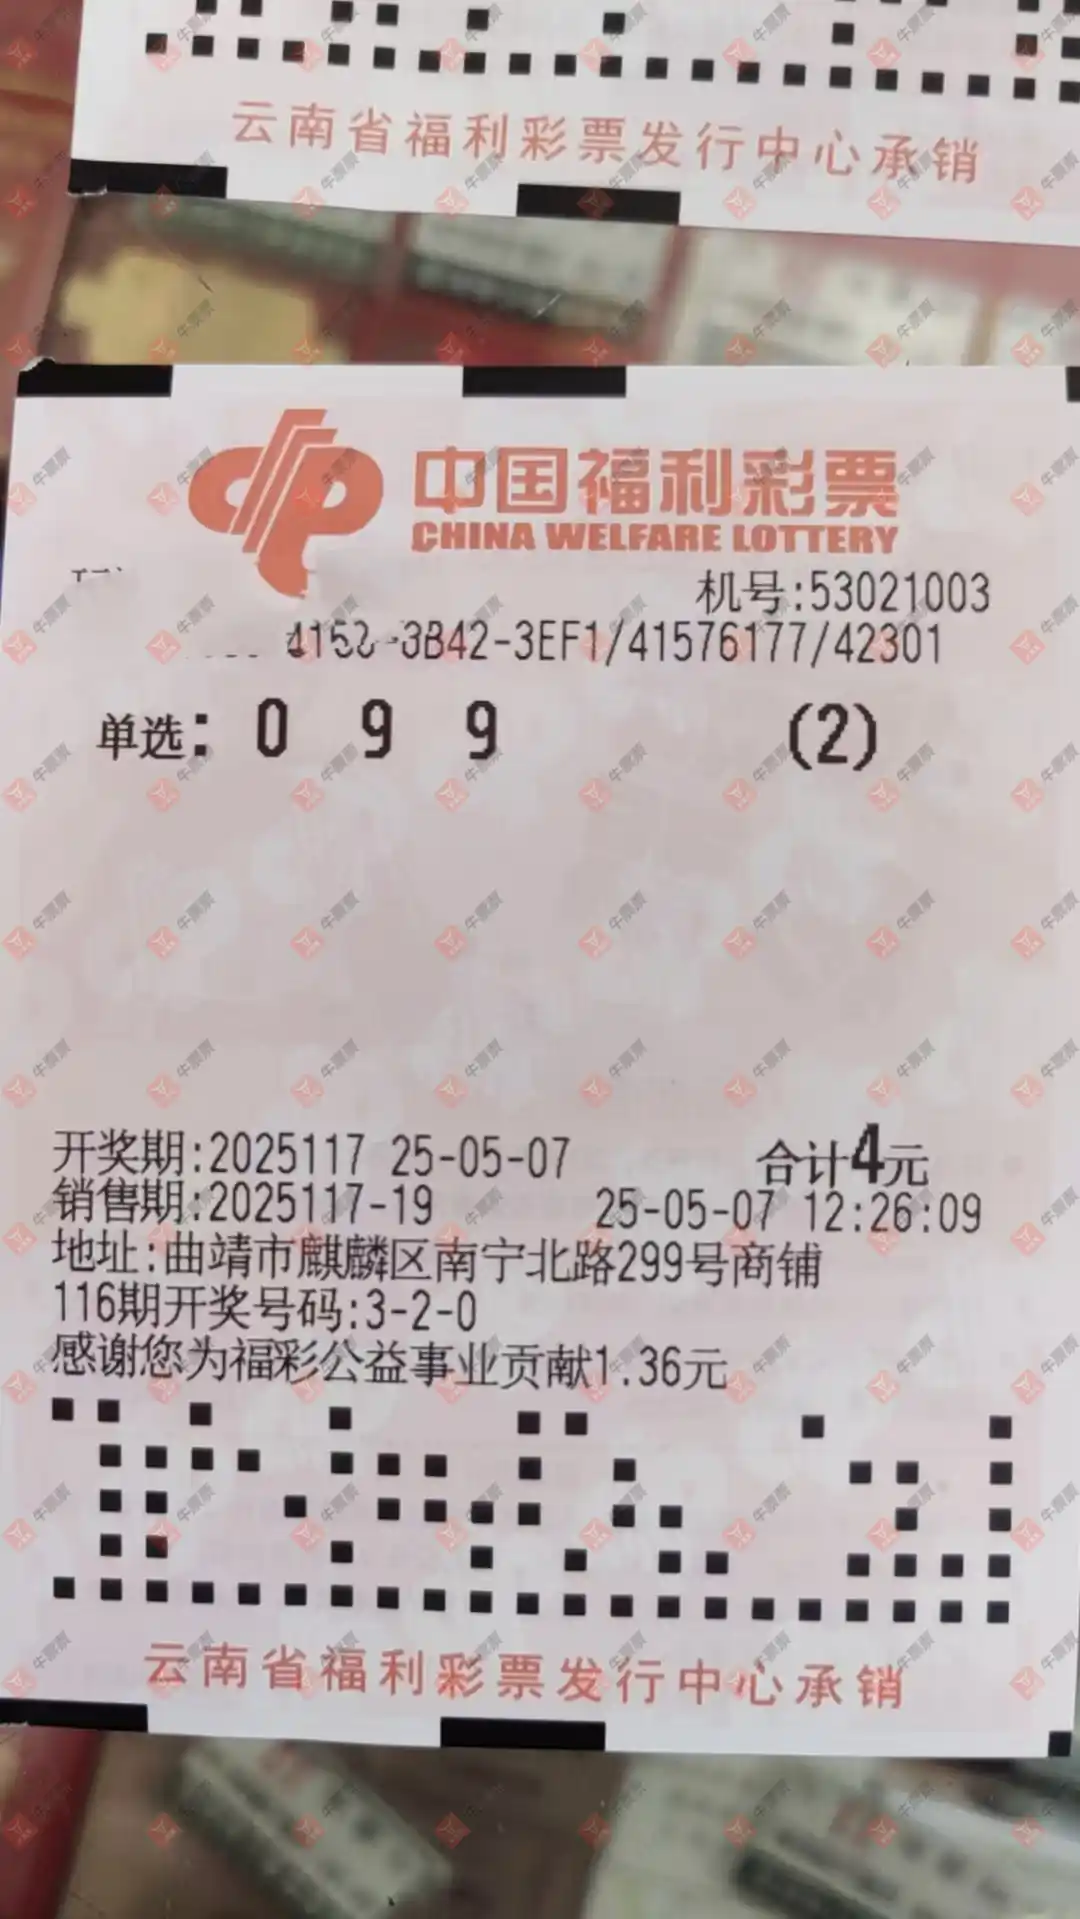 云南省福利彩票发行中心承销
中国福利彩票
CHINA WELFARE LOTTERY
机号:53021003
4158-3B42-3EF1/41576177/42301
单选: 0 9 9 (2)
开奖期:2025117 25-05-07 合计4元
销售期:2025117-19 25-05-07 12:26:09
地址:曲靖市麒麟区南宁北路299号商铺
116期开奖号码:3-2-0
感谢您为福彩公益事业贡献1.36元
云南省福利彩票发行中心承销
牛票票